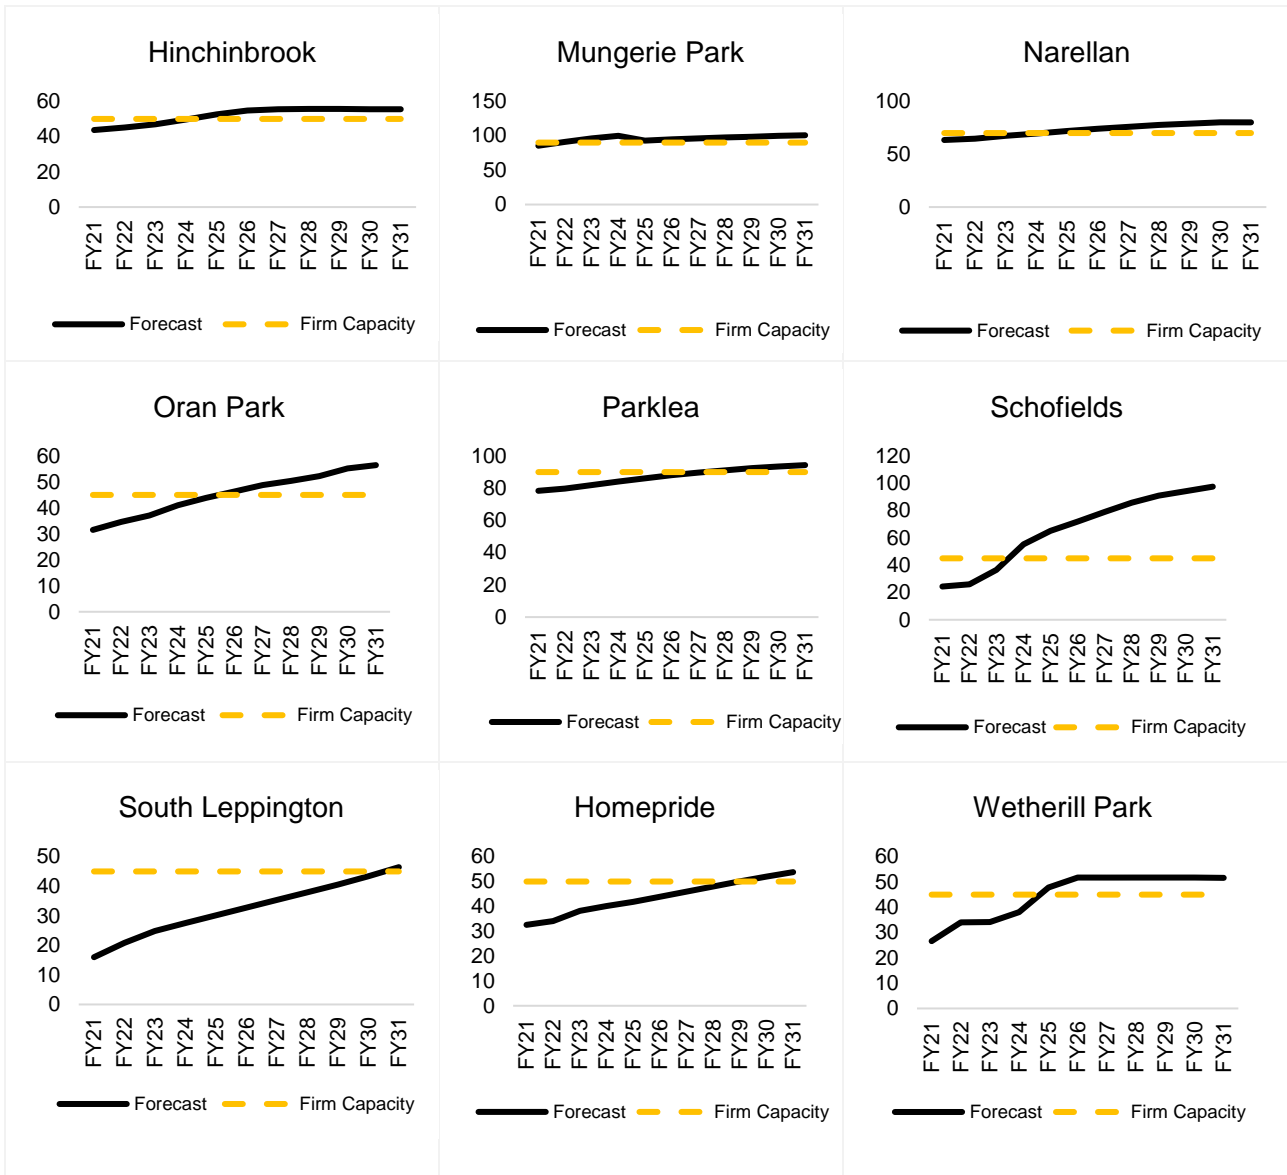 Hinchinbrook
60
40
20
0
FY21
FY22
FY23
FY24
FY25
FY26
FY27
FY28
FY29
FY30
FY31
Forecast Firm Capacity
Mungerie Park
150
100
50
0
FY21
FY22
FY23
FY24
FY25
FY26
FY27
FY28
FY29
FY30
FY31
Forecast Firm Capacity
Narellan
100
50
0
FY21
FY22
FY23
FY24
FY25
FY26
FY27
FY28
FY29
FY30
FY31
Forecast Firm Capacity
Oran Park
60
50
40
30
20
10
0
FY21
FY22
FY23
FY24
FY25
FY26
FY27
FY28
FY29
FY30
FY31
Forecast Firm Capacity
Parklea
100
80
60
40
20
0
FY21
FY22
FY23
FY24
FY25
FY26
FY27
FY28
FY29
FY30
FY31
Forecast Firm Capacity
Schofields
120
100
80
60
40
20
0
FY21
FY22
FY23
FY24
FY25
FY26
FY27
FY28
FY29
FY30
FY31
Forecast Firm Capacity
South Leppington
50
40
30
20
10
0
FY21
FY22
FY23
FY24
FY25
FY26
FY27
FY28
FY29
FY30
FY31
Forecast Firm Capacity
Homepride
60
50
40
30
20
10
0
FY21
FY22
FY23
FY24
FY25
FY26
FY27
FY28
FY29
FY30
FY31
Forecast Firm Capacity
Wetherill Park
60
50
40
30
20
10
0
FY21
FY22
FY23
FY24
FY25
FY26
FY27
FY28
FY29
FY30
FY31
Forecast Firm Capacity